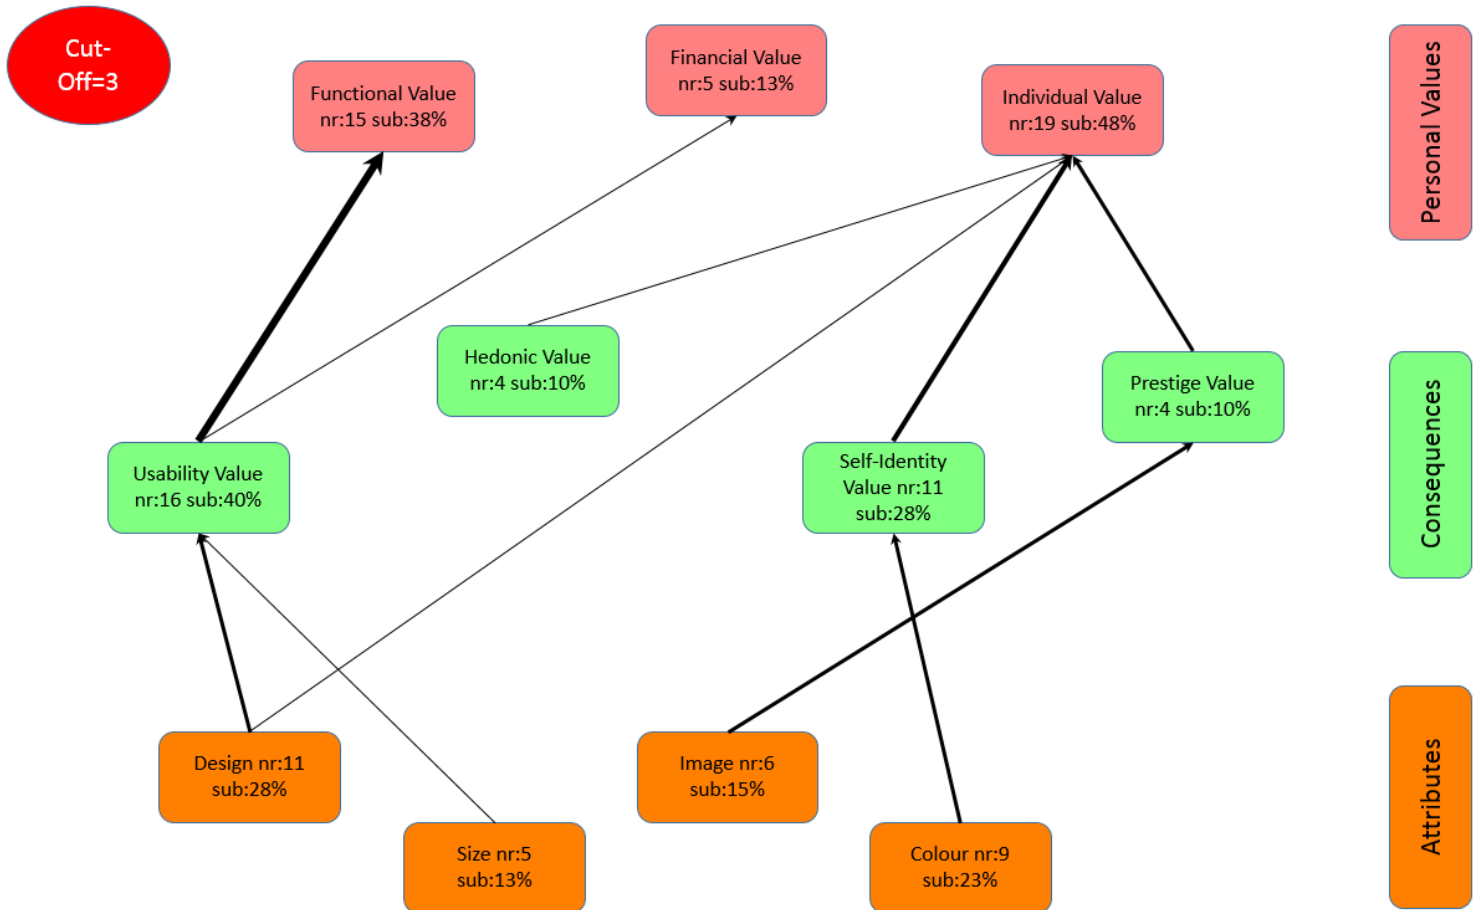 Cut-
Off=3
Functional Value
nr:15 sub:38%
Financial Value
nr:5 sub:13%
Individual Value
nr:19 sub:48%
Personal Values
Hedonic Value
nr:4 sub:10%
Prestige Value
nr:4 sub:10%
Usability Value
nr:16 sub:40%
Self-Identity
Value nr:11
sub:28%
Consequences
Design nr:11
sub:28%
Image nr:6
sub:15%
Size nr:5
sub:13%
Colour nr:9
sub:23%
Attributes